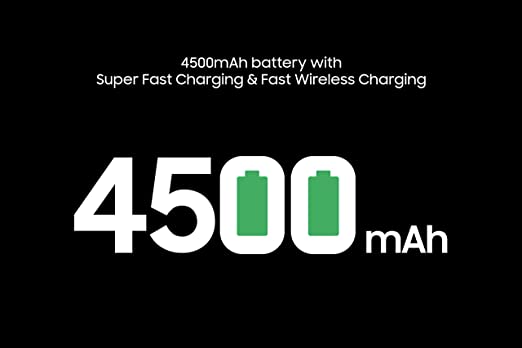 4500mAh battery with
Super Fast Charging & Fast Wireless Charging
4500 mAh